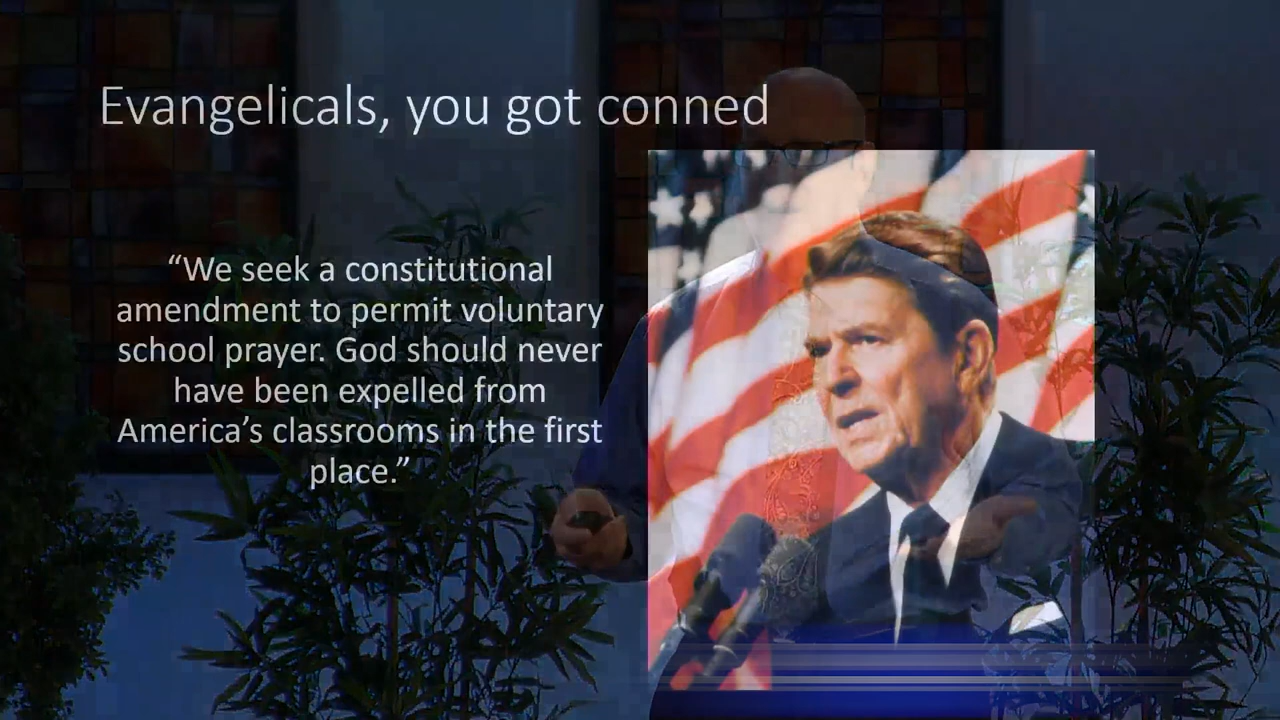 Evangelicals, you got conned
“We seek a constitutional
amendment to permit voluntary
school prayer. God should never
have been expelled from
America’s classrooms in the first
place.”